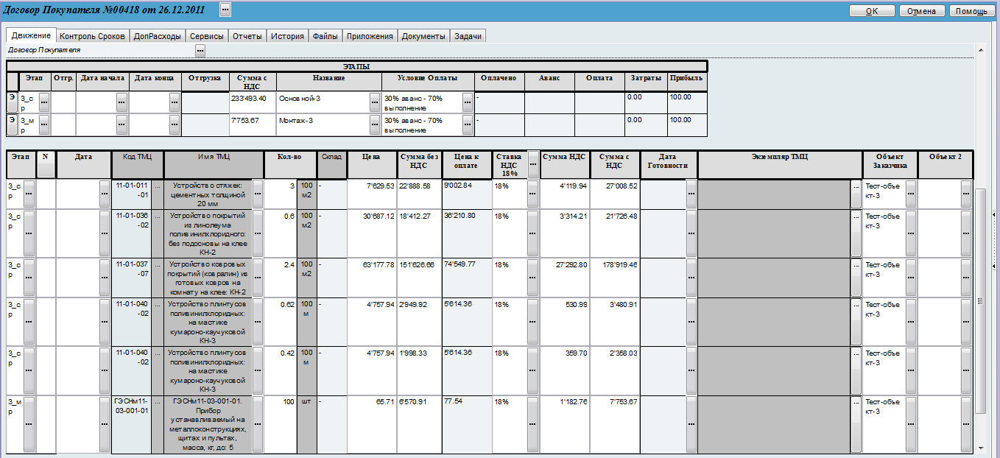 Договор Покупателя №00418 от 26.12.2011 ... ОК Отмена Помощь
Движение Контроль Сроков ДопРасходы Сервисы Отчеты История Файлы Приложения Документы Задачи
Договор Покупателя ...
ЭТАПЫ
Этап Отгр. Дата начала Дата конца Отгрузка Сумма с НДС Название Условие Оплаты Оплачено Аванс Оплата Затраты Прибыль
Э 3_ср ... ... ... 233'493.40 Основной-3 ... 30% аванс - 70% выполнение ... - 0.00 100.00
Э 3_мр ... ... ... 7'753.67 Монтаж-3 ... 30% аванс - 70% выполнение ... - 0.00 100.00
Этап N Дата Код ТМЦ Имя ТМЦ Кол-во Склад Цена Сумма без НДС Цена к оплате Ставка НДС 18% ... Сумма НДС Сумма с НДС Дата Готовности Экземпляр ТМЦ Объект Заказчика Объект 2
3_ср ... ... 11-01-011-01 ... Устройство стяжек: цементных толщиной 20 мм ... 3 100 м2 - 7'629.53 22'888.58 9'002.84 18% ... 4'119.94 27'008.52 ... ... Тест-объект-3 ... ...
3_ср ... ... 11-01-036-02 ... Устройство покрытий из линолеума поливинилхлоридного: без подосновы на клее КН-2 ... 0.6 100 м2 - 30'687.12 18'412.27 36'210.80 18% ... 3'314.21 21'726.48 ... ... Тест-объект-3 ... ...
3_ср ... ... 11-01-037-07 ... Устройство ковровых покрытий (ковралин) из готовых ковров на комнату на клее: КН-2 ... 2.4 100 м2 - 63'177.78 151'626.66 74'549.77 18% ... 27'292.80 178'919.46 ... ... Тест-объект-3 ... ...
3_ср ... ... 11-01-040-02 ... Устройство плинтусов поливинилхлоридных: на мастике кумароно-каучуковой КН-3 ... 0.62 100 м - 4'757.94 2'949.92 5'614.36 18% ... 530.99 3'480.91 ... ... Тест-объект-3 ... ...
3_ср ... ... 11-01-040-02 ... Устройство плинтусов поливинилхлоридных: на мастике кумароно-каучуковой КН-3 ... 0.42 100 м - 4'757.94 1'998.33 5'614.36 18% ... 359.70 2'358.03 ... ... Тест-объект-3 ... ...
3_мр ... ... ГЭСНм11-03-001-01 ... ГЭСНм11-03-001-01. Прибор устанавливаемый на металлоконструкциях, щитах и пультах, масса, кг, до: 5 ... 100 шт - 65.71 6'570.91 77.54 18% ... 1'182.76 7'753.67 ... ... Тест-объект-3 ... ...